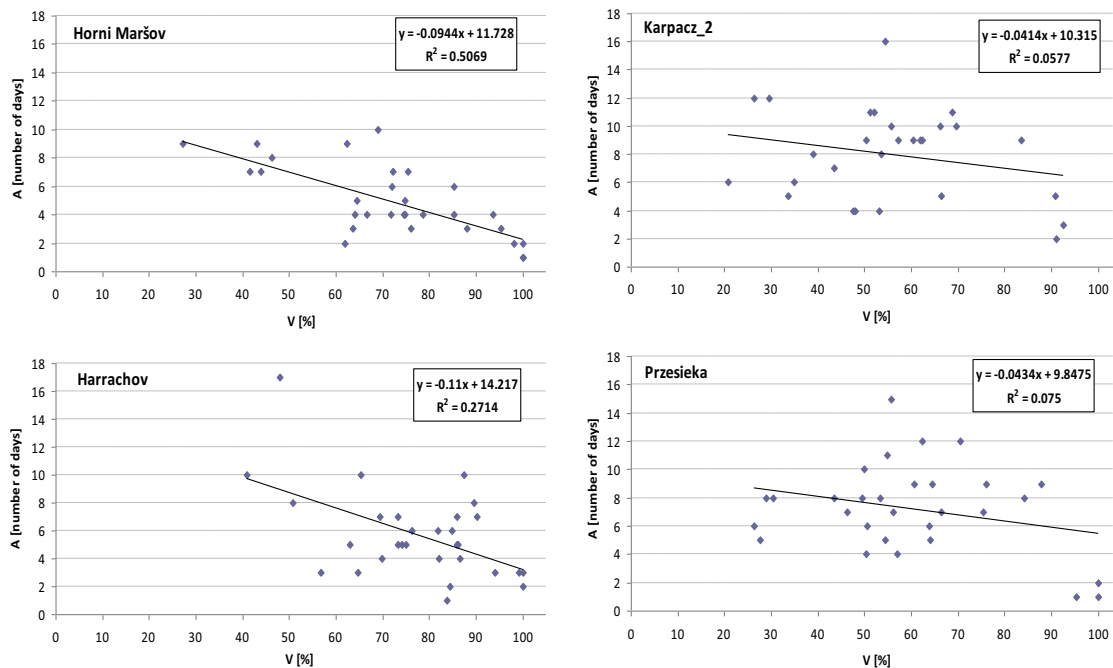 Horni Maršov
y = -0.0944x + 11.728
R² = 0.5069
A [number of days]
18
16
14
12
10
8
6
4
2
0
0 10 20 30 40 50 60 70 80 90 100
V [%]
Karpacz_2
y = -0.0414x + 10.315
R² = 0.0577
A [number of days]
18
16
14
12
10
8
6
4
2
0
0 10 20 30 40 50 60 70 80 90 100
V [%]
Harrachov
y = -0.11x + 14.217
R² = 0.2714
A [number of days]
18
16
14
12
10
8
6
4
2
0
0 10 20 30 40 50 60 70 80 90 100
V [%]
Przesieka
y = -0.0434x + 9.8475
R² = 0.075
A [number of days]
18
16
14
12
10
8
6
4
2
0
0 10 20 30 40 50 60 70 80 90 100
V [%]